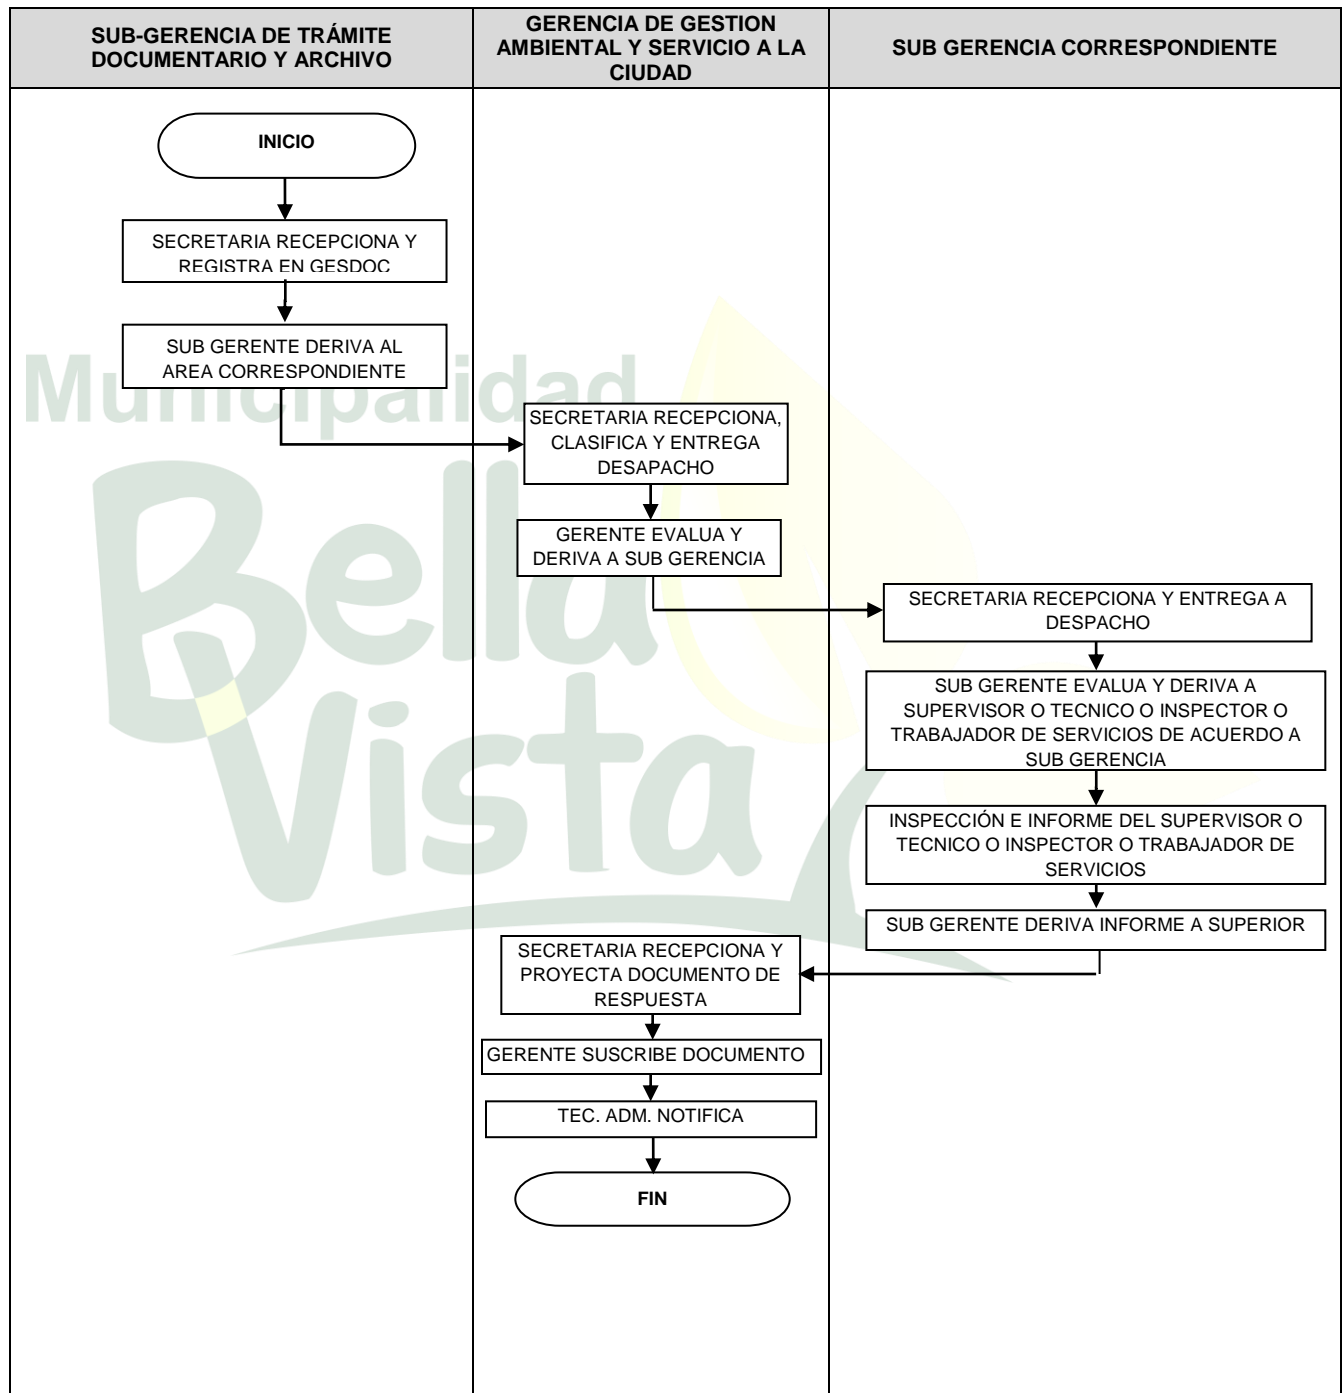 SUB-GERENCIA DE TRÁMITE
DOCUMENTARIO Y ARCHIVO
GERENCIA DE GESTION
AMBIENTAL Y SERVICIO A LA
CIUDAD
SUB GERENCIA CORRESPONDIENTE
INICIO
SECRETARIA RECEPCIONA Y
REGISTRA EN GESDOC
SUB GERENTE DERIVA AL
AREA CORRESPONDIENTE
Municipalidad
Bella
Vista
SECRETARIA RECEPCIONA,
CLASIFICA Y ENTREGA
DESAPACHO
GERENTE EVALUA Y
DERIVA A SUB GERENCIA
SECRETARIA RECEPCIONA Y ENTREGA A
DESPACHO
SUB GERENTE EVALUA Y DERIVA A
SUPERVISOR O TECNICO O INSPECTOR O
TRABAJADOR DE SERVICIOS DE ACUERDO A
SUB GERENCIA
INSPECCIÓN E INFORME DEL SUPERVISOR O
TECNICO O INSPECTOR O TRABAJADOR DE
SERVICIOS
SUB GERENTE DERIVA INFORME A SUPERIOR
SECRETARIA RECEPCIONA Y
PROYECTA DOCUMENTO DE
RESPUESTA
GERENTE SUSCRIBE DOCUMENTO
TEC. ADM. NOTIFICA
FIN